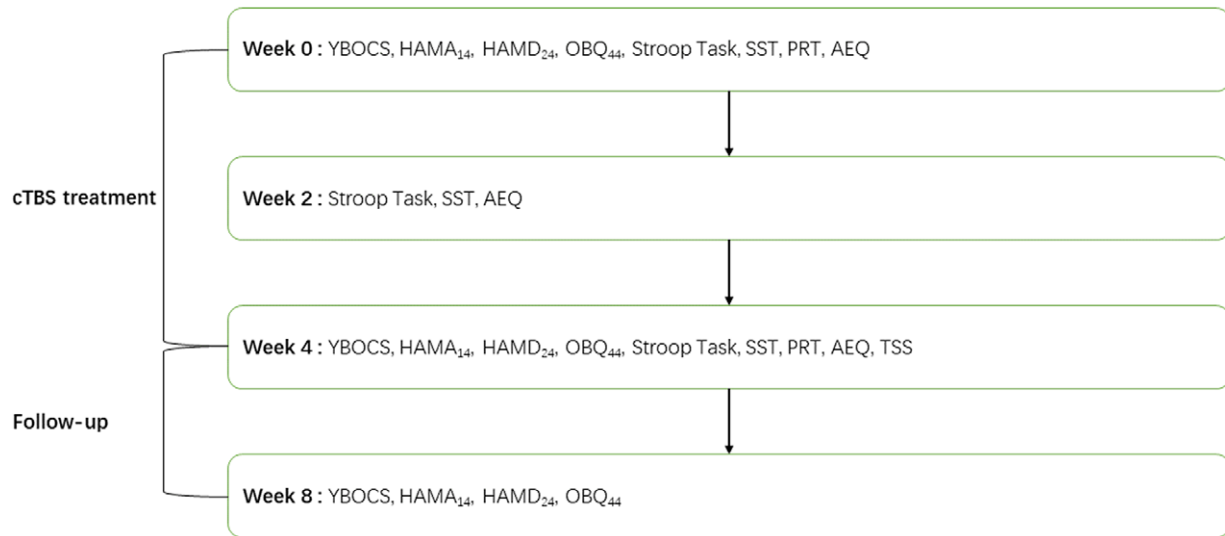 Week 0 : YBOCS, HAMA₁₄, HAMD₂₄, OBQ₄₄, Stroop Task, SST, PRT, AEQ
cTBS treatment
Week 2 : Stroop Task, SST, AEQ
Week 4 : YBOCS, HAMA₁₄, HAMD₂₄, OBQ₄₄, Stroop Task, SST, PRT, AEQ, TSS
Follow-up
Week 8 : YBOCS, HAMA₁₄, HAMD₂₄, OBQ₄₄